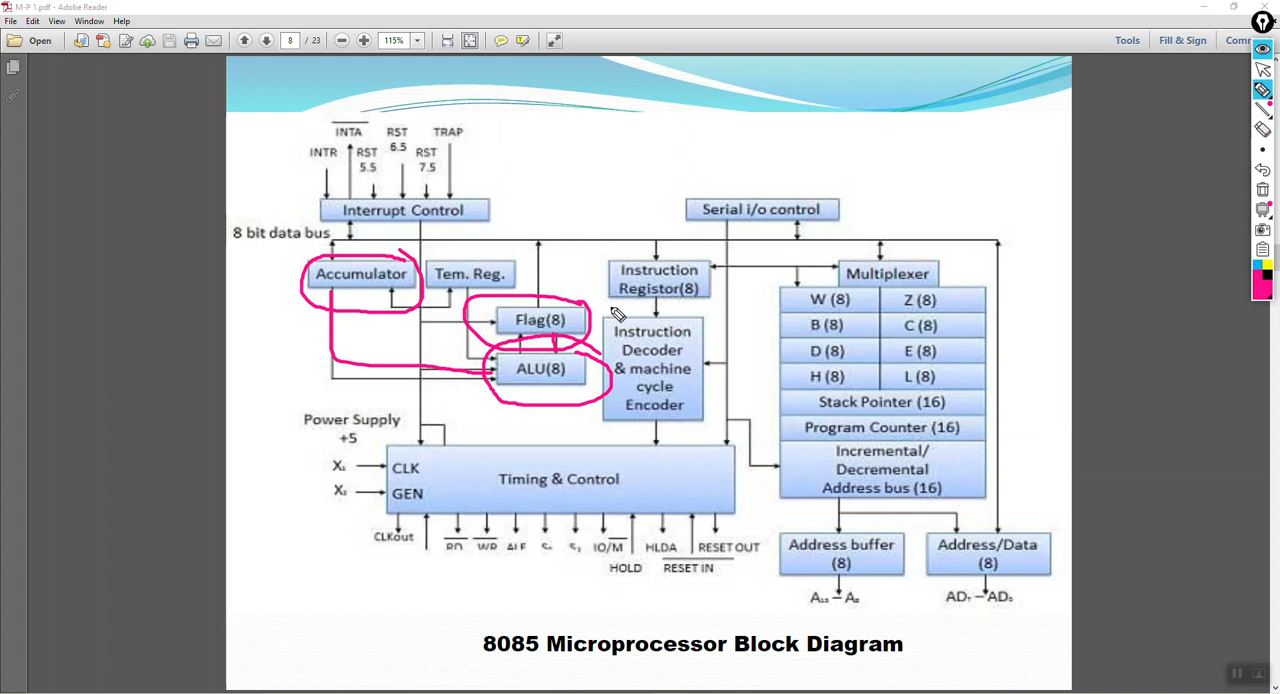 M-P 1.pdf - Adobe Reader
File Edit View Window Help
Open 8 / 23 115% Tools Fill & Sign
INTA RST 6.5 TRAP
INTR RST 5.5 RST 7.5
Interrupt Control
Serial i/o control
8 bit data bus
Accumulator
Tem. Reg.
Instruction
Registor(8)
Multiplexer
Flag(8)
ALU(8)
Instruction
Decoder
& machine
cycle
Encoder
W (8) Z (8)
B (8) C (8)
D (8) E (8)
H (8) L (8)
Stack Pointer (16)
Program Counter (16)
Incremental/
Decremental
Address bus (16)
Power Supply
+5
X₁ CLK
X₂ GEN
Timing & Control
CLKout
IO/M HLDA RESET OUT
HOLD RESET IN
Address buffer
(8)
Address/Data
(8)
8085 Microprocessor Block Diagram